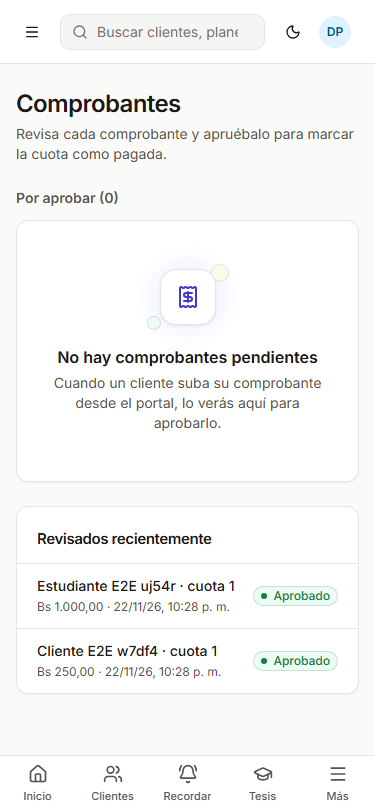 Buscar clientes, plane
DP
Comprobantes
Revisa cada comprobante y apruébalo para marcar
la cuota como pagada.
Por aprobar (0)
No hay comprobantes pendientes
Cuando un cliente suba su comprobante
desde el portal, lo verás aquí para
aprobarlo.
Revisados recientemente
Estudiante E2E uj54r · cuota 1
Bs 1.000,00 · 22/11/26, 10:28 p. m.
Aprobado
Cliente E2E w7df4 · cuota 1
Bs 250,00 · 22/11/26, 10:28 p. m.
Aprobado
Inicio
Clientes
Recordar
Tesis
Más